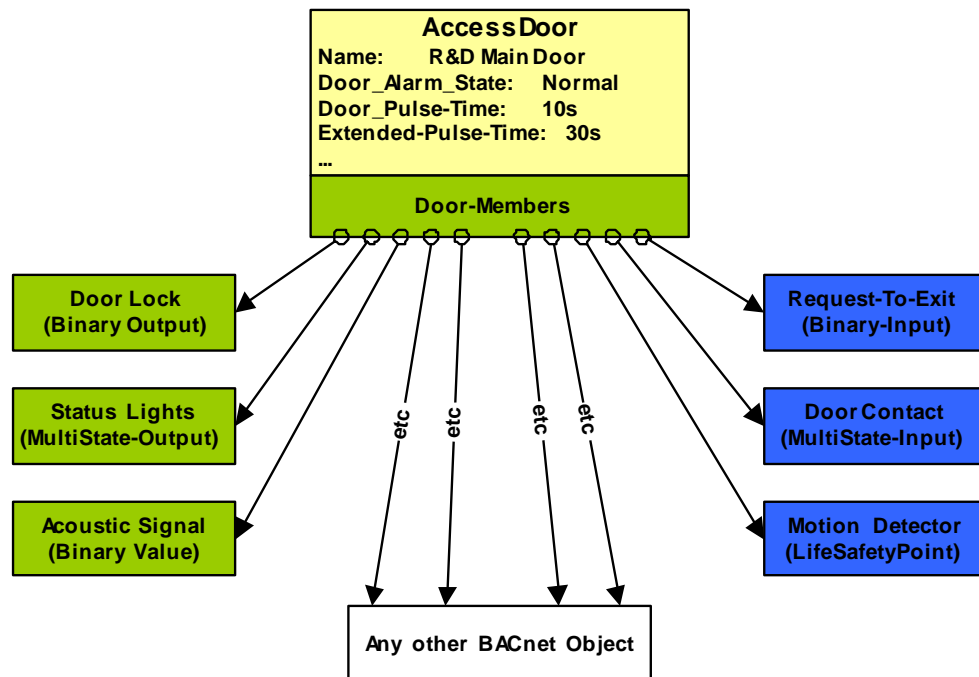 AccessDoor
Name: R&D Main Door
Door_Alarm_State: Normal
Door_Pulse-Time: 10s
Extended-Pulse-Time: 30s
...
Door-Members
Door Lock
(Binary Output)
Status Lights
(MultiState-Output)
Acoustic Signal
(Binary Value)
etc
etc
etc
etc
Request-To-Exit
(Binary-Input)
Door Contact
(MultiState-Input)
Motion Detector
(LifeSafetyPoint)
Any other BACnet Object